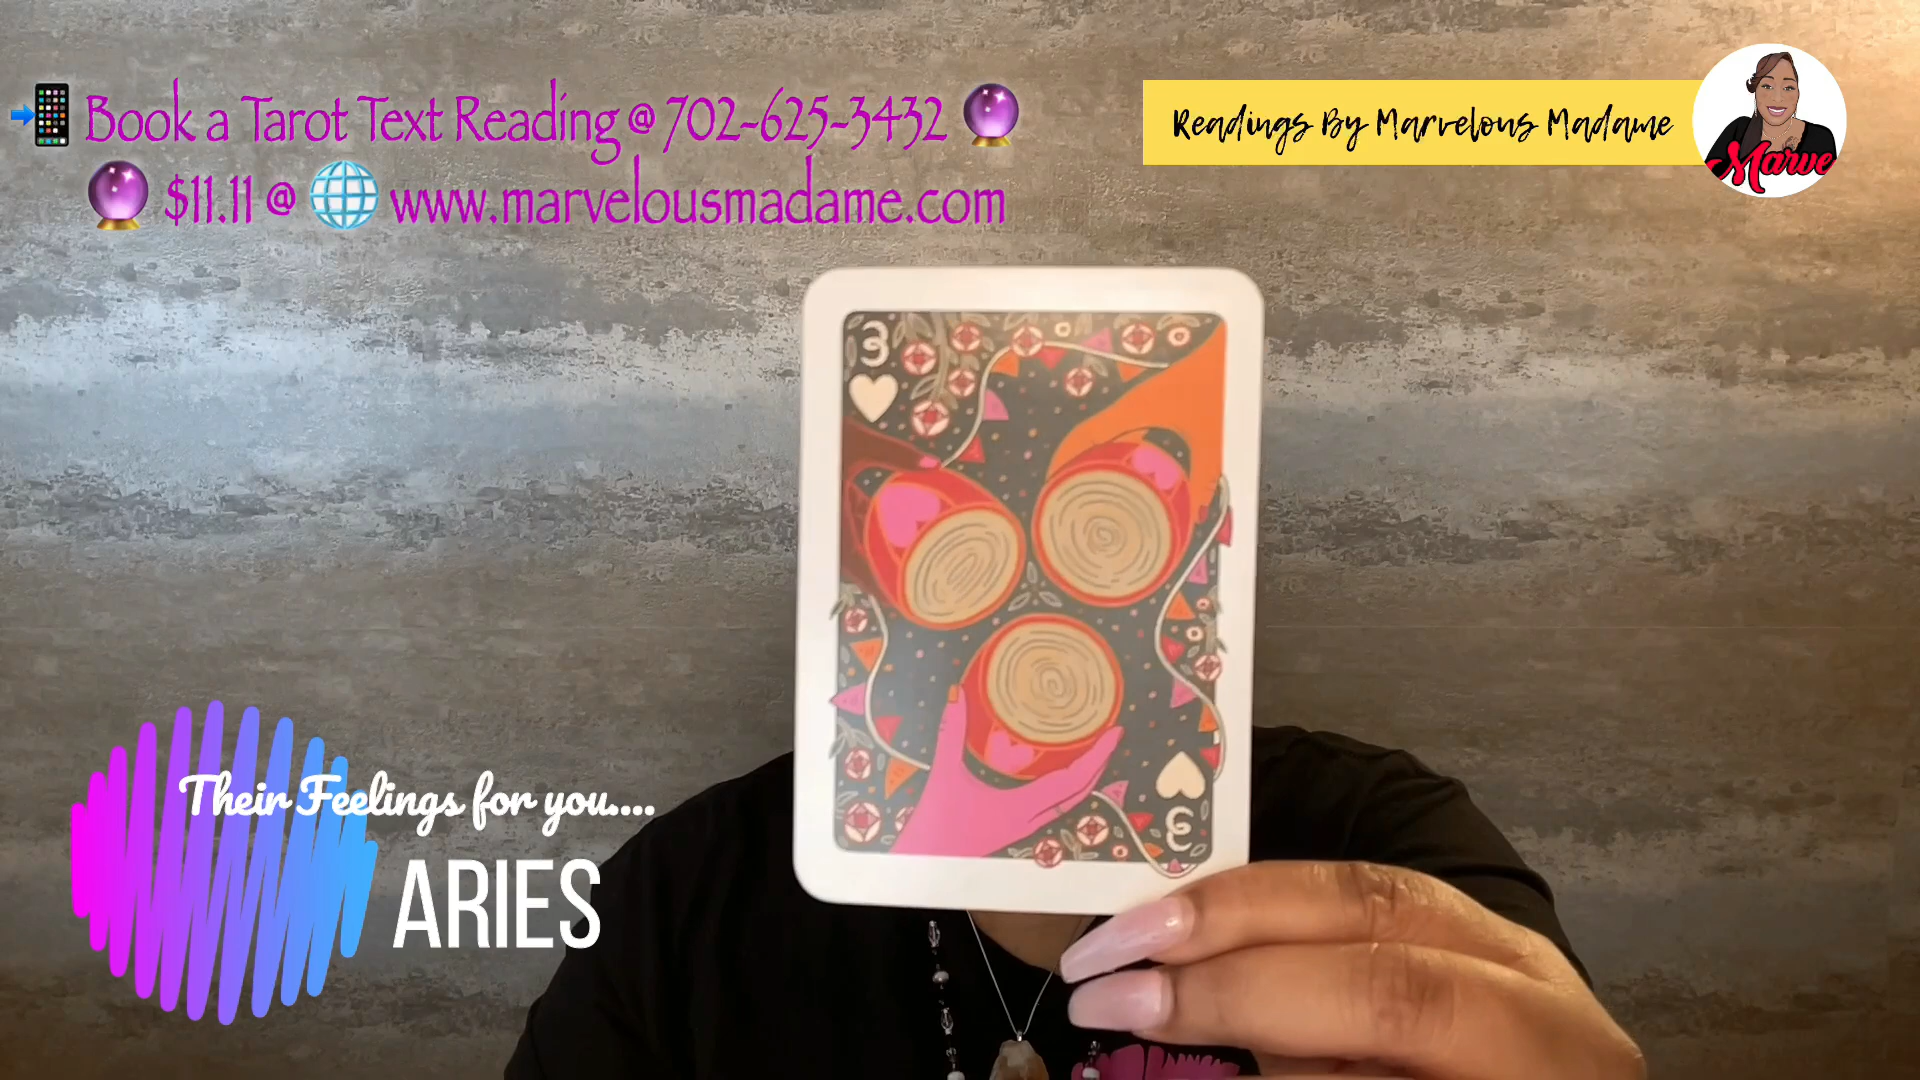 Book a Tarot Text Reading @ 702-625-3432
$11.11 @ www.marvelousmadame.com
Readings By Marvelous Madame
Marve
3
3
Their Feelings for you....
ARIES